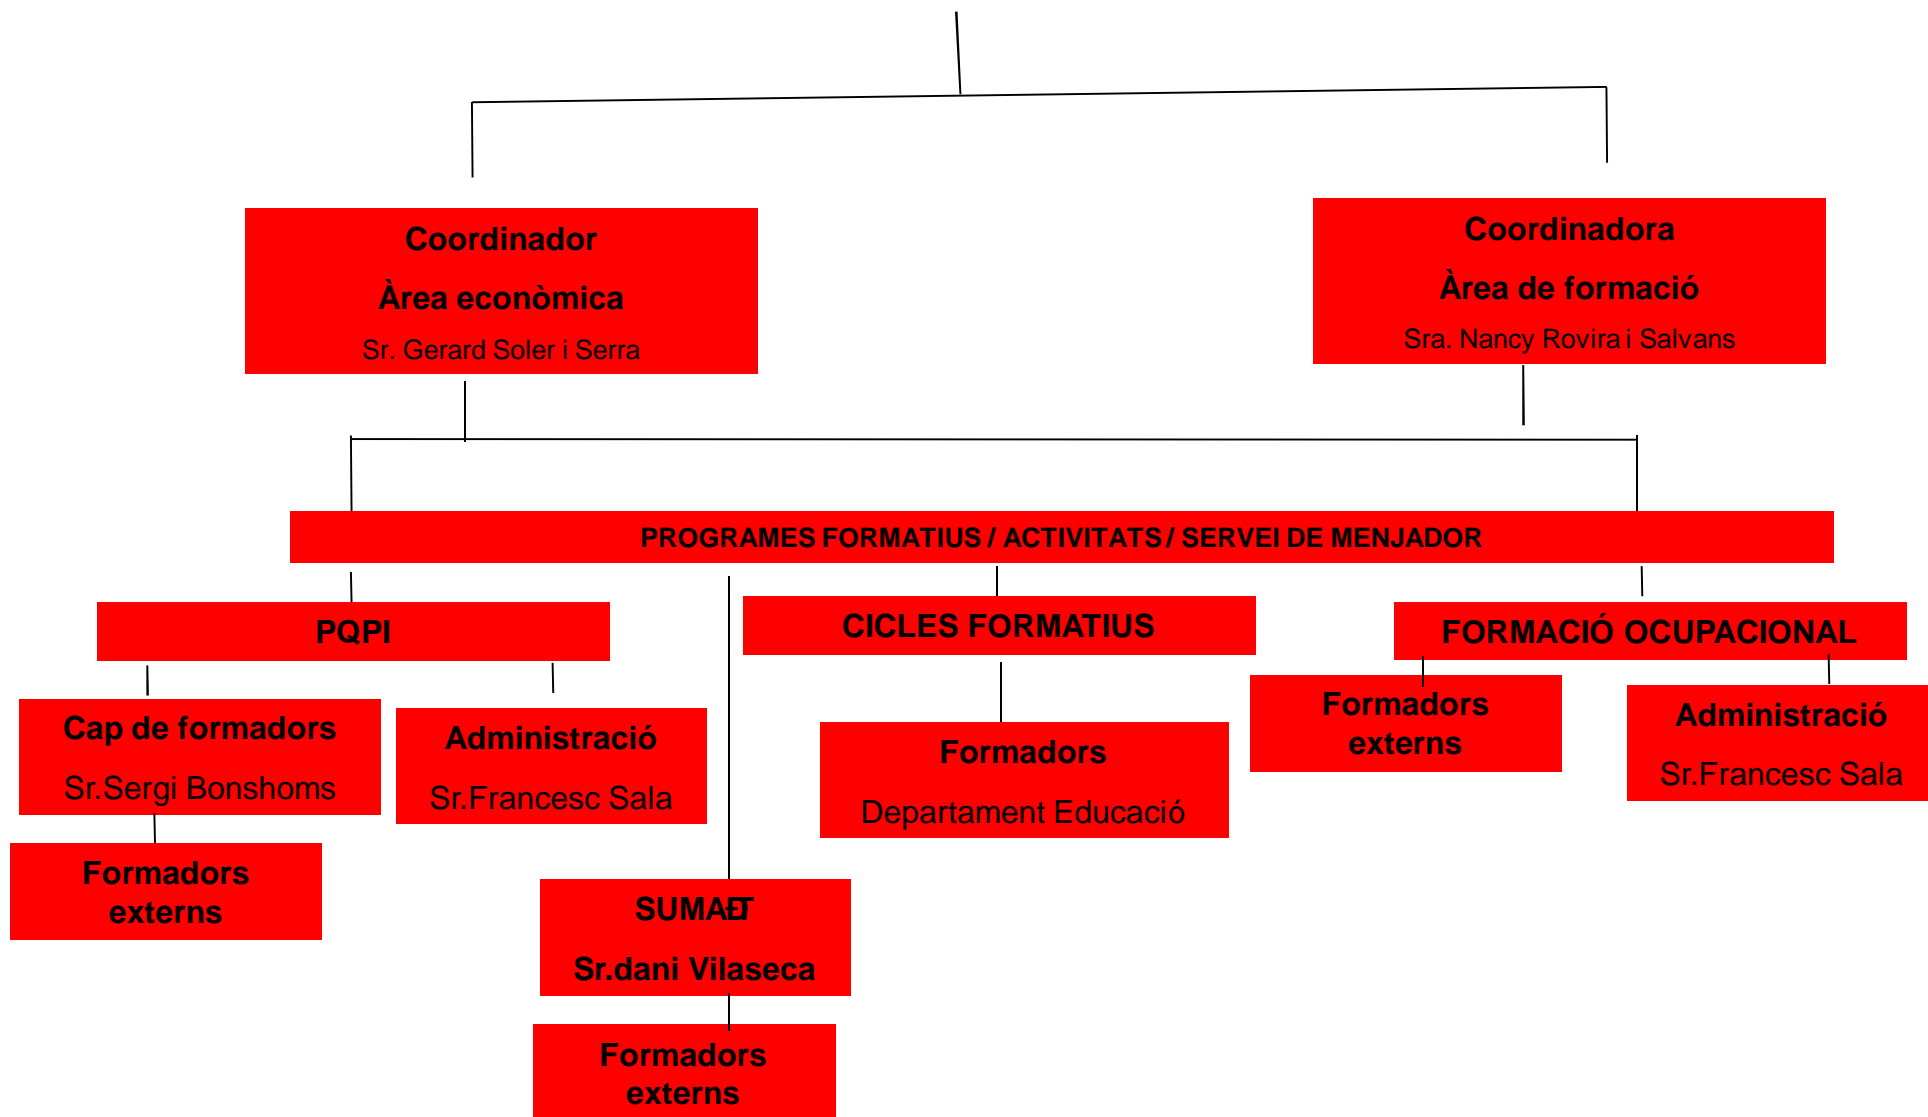 Coordinador
Àrea econòmica
Sr. Gerard Soler i Serra
Coordinadora
Àrea de formació
Sra. Nancy Rovira i Salvans
PROGRAMES FORMATIUS / ACTIVITATS / SERVEI DE MENJADOR
PQPI
CICLES FORMATIUS
FORMACIÓ OCUPACIONAL
Cap de formadors
Sr.Sergi Bonshoms
Administració
Sr.Francesc Sala
Formadors
Departament Educació
Formadors
externs
Administració
Sr.Francesc Sala
Formadors
externs
SUMA-ET
Sr.dani Vilaseca
Formadors
externs